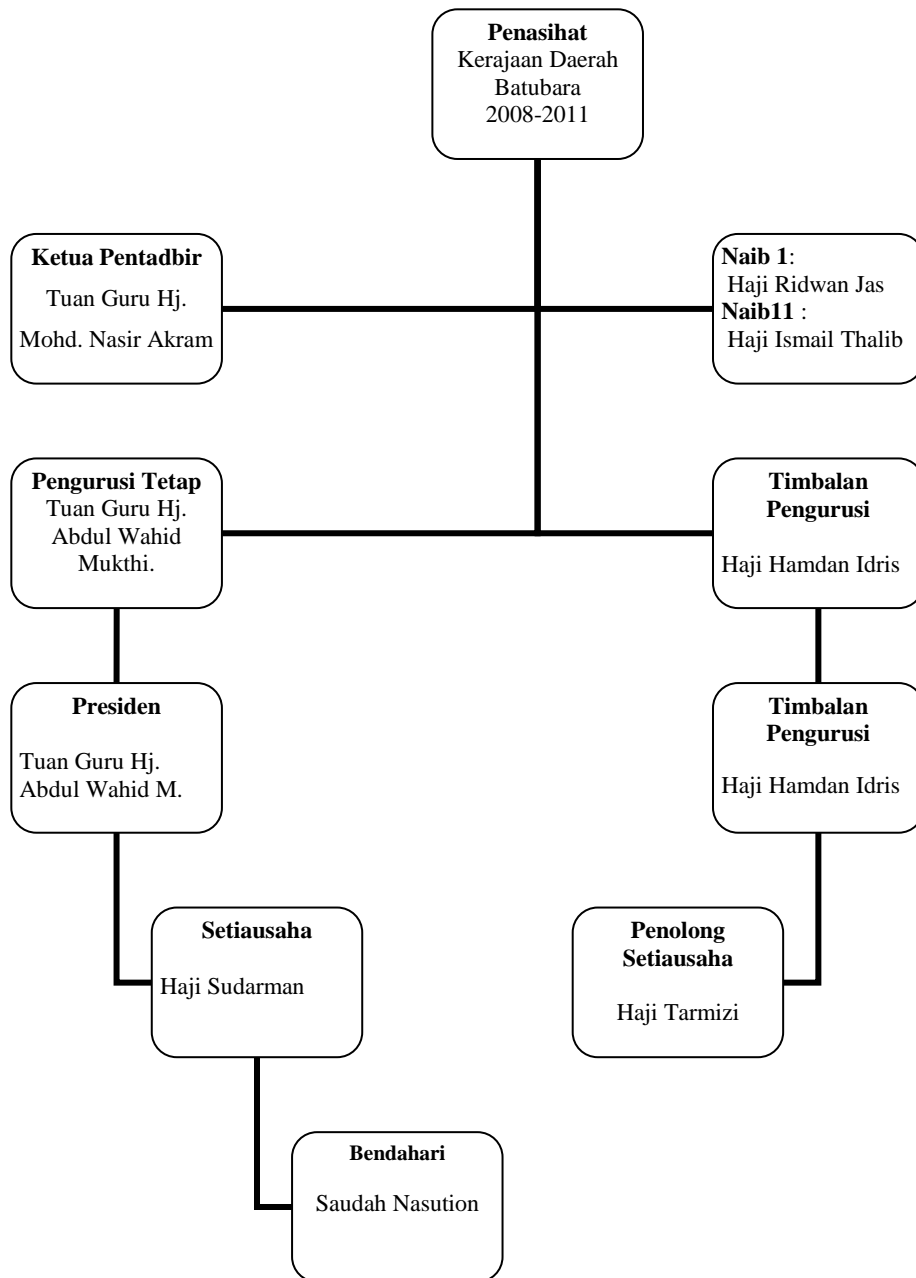 Penasihat
Kerajaan Daerah
Batubara
2008-2011
Ketua Pentadbir
Tuan Guru Hj.
Mohd. Nasir Akram
Naib 1:
Haji Ridwan Jas
Naib11 :
Haji Ismail Thalib
Pengurusi Tetap
Tuan Guru Hj.
Abdul Wahid
Mukthi.
Timbalan
Pengurusi
Haji Hamdan Idris
Presiden
Tuan Guru Hj.
Abdul Wahid M.
Timbalan
Pengurusi
Haji Hamdan Idris
Setiausaha
Haji Sudarman
Penolong
Setiausaha
Haji Tarmizi
Bendahari
Saudah Nasution